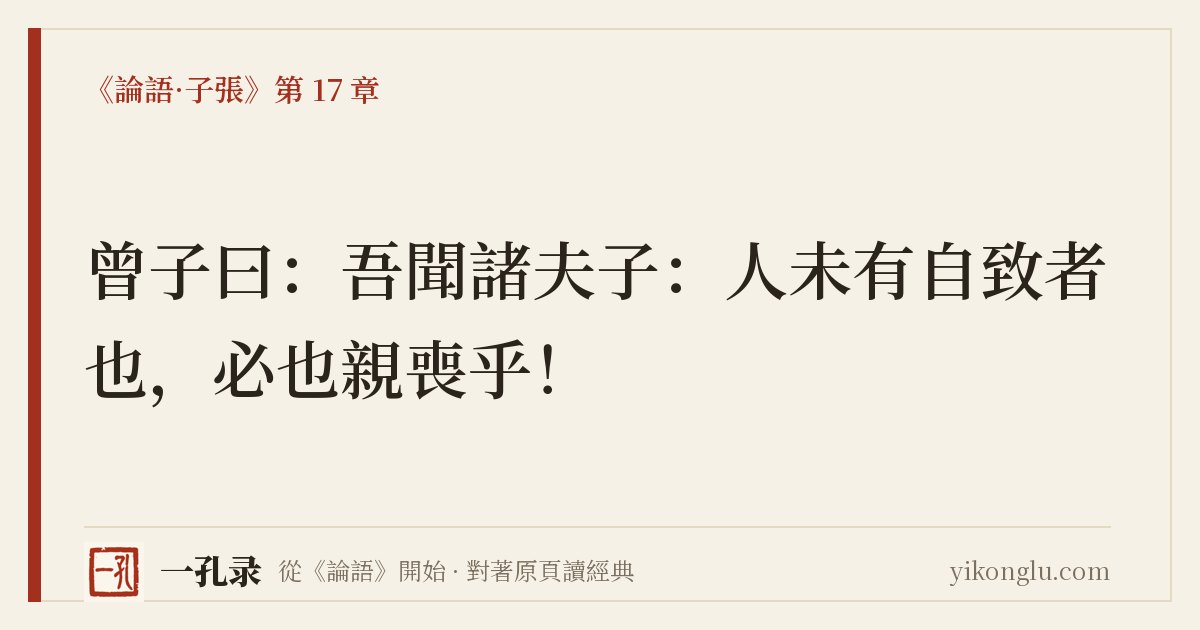 《論語·子張》第 17 章
曾子曰：吾聞諸夫子：人未有自致者
也，必也親喪乎！
一孔
一孔录 從《論語》開始 · 對著原頁讀經典
yikonglu.com